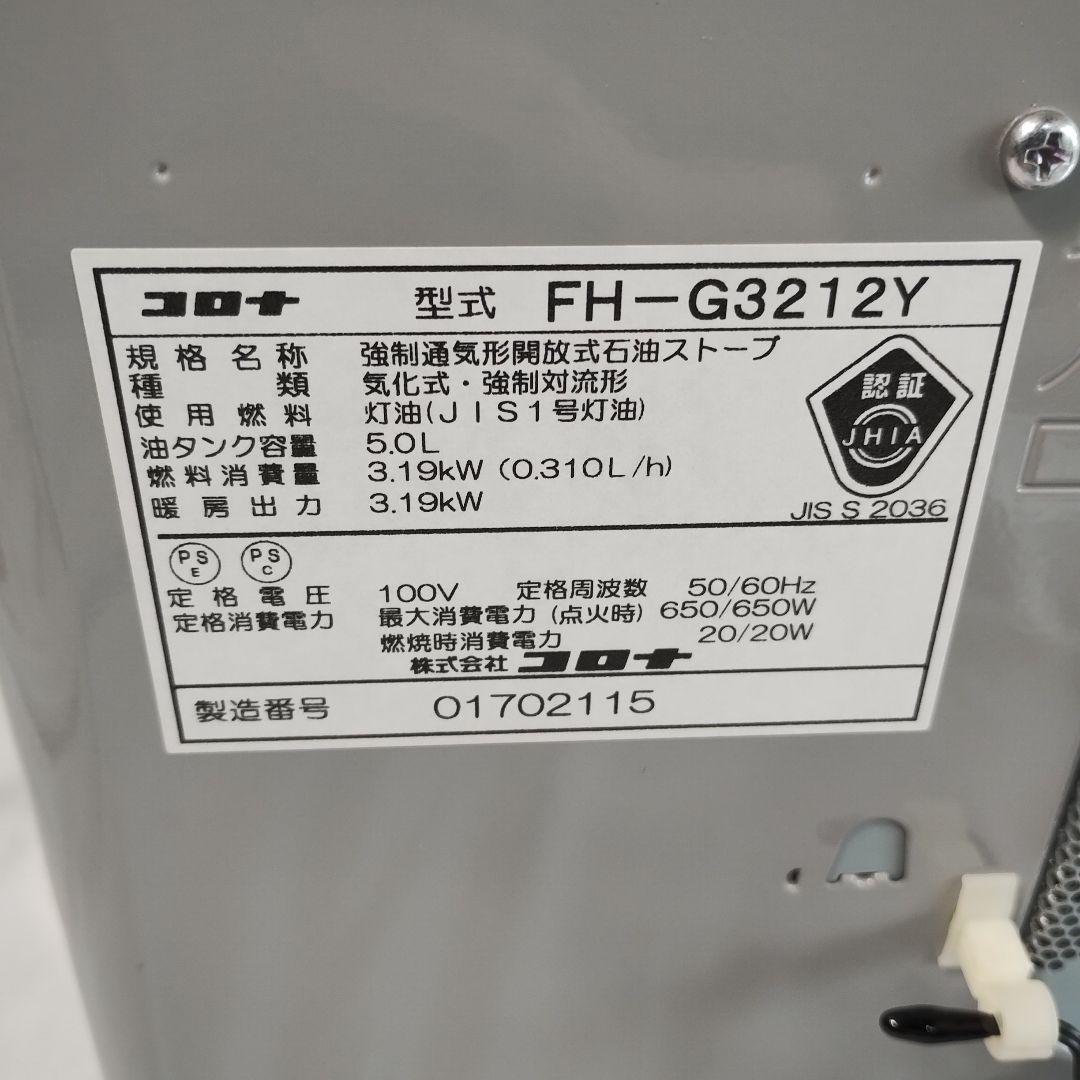 コロナ 型式 FH-G3212Y
規格名称 強制通気形開放式石油ストーブ
種類 気化式・強制対流形
使用燃料 灯油(JIS1号灯油)
油タンク容量 5.0L
燃料消費量 3.19kW (0.310L/h)
暖房出力 3.19kW
認証
JHIA
JIS S 2036
PS E PS C
定格電圧 100V 定格周波数 50/60Hz
定格消費電力 最大消費電力 (点火時) 650/650W
燃焼時消費電力 20/20W
株式会社 コロナ
製造番号 01702115